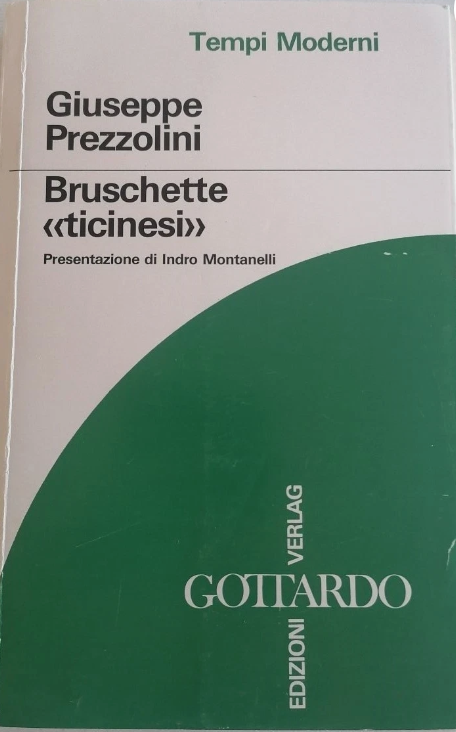 Tempi Moderni
Giuseppe
Prezzolini
Bruschette
«ticinesi»
Presentazione di Indro Montanelli
EDIZIONI VERLAG
GOTTARDO